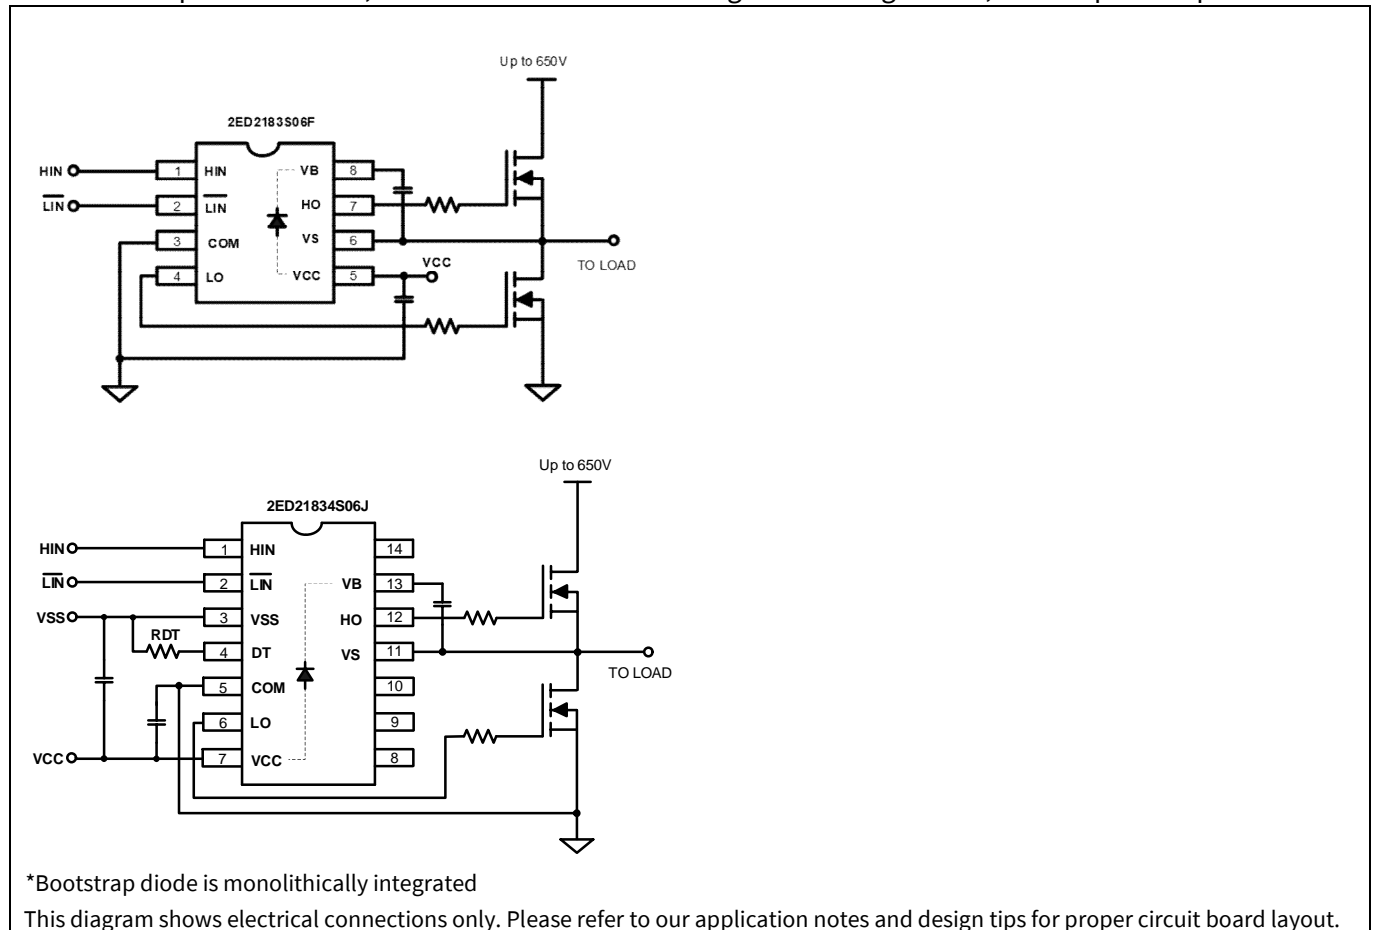 Up to 650V
2ED2183S06F
HIN 1 HIN VB 8
LIN 2 LIN HO 7
3 COM VS 6
TO LOAD
4 LO VCC 5 VCC
Up to 650V
2ED21834S06J
HIN 1 HIN 14
LIN 2 LIN VB 13
VSS 3 VSS HO 12
RDT 4 DT VS 11
TO LOAD
5 COM 10
6 LO 9
VCC 7 VCC 8
*Bootstrap diode is monolithically integrated
This diagram shows electrical connections only. Please refer to our application notes and design tips for proper circuit board layout.